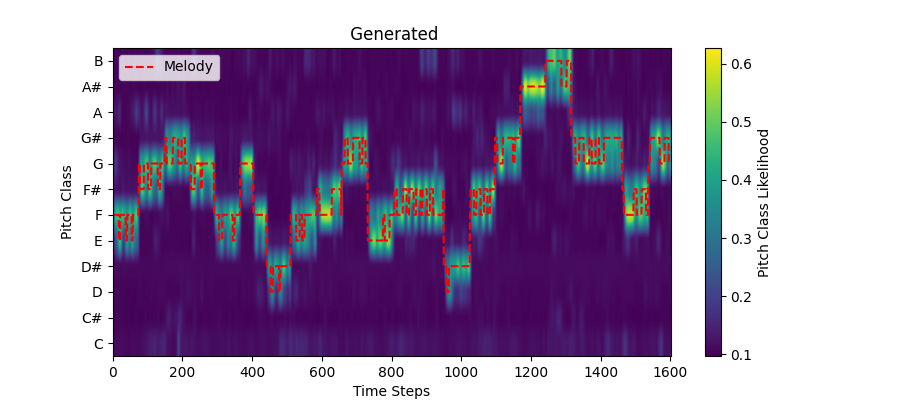 Generated
Melody
B
A#
A
G#
G
F#
F
E
D#
D
C#
C
Pitch Class
0 200 400 600 800 1000 1200 1400 1600
Time Steps
0.6
0.5
0.4
0.3
0.2
0.1
Pitch Class Likelihood